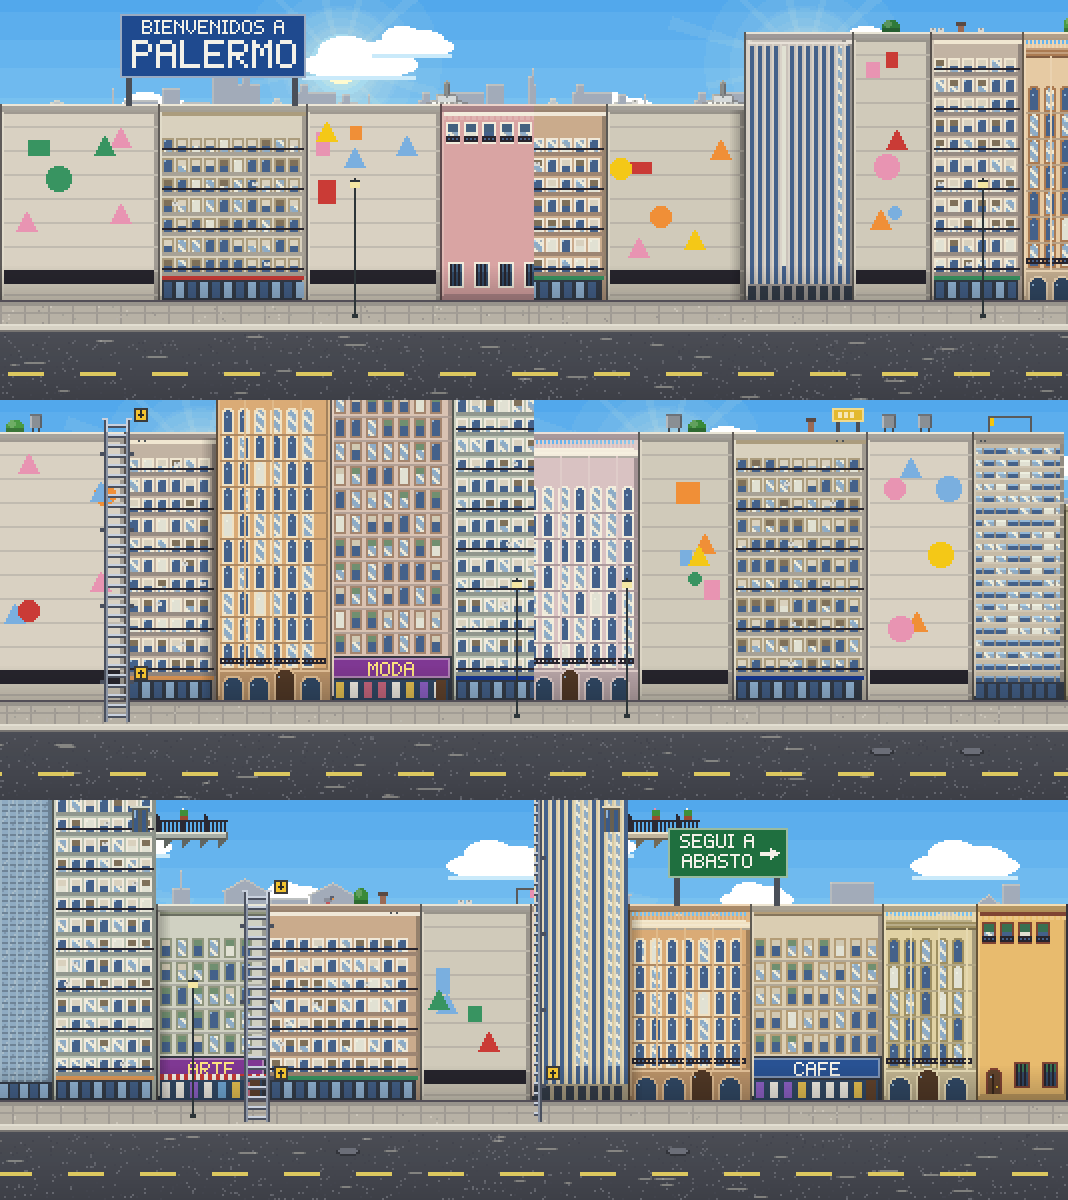 BIENVENIDOS A
PALERMO
MODA
ARTE
SEGUI A
ABASTO
CAFE